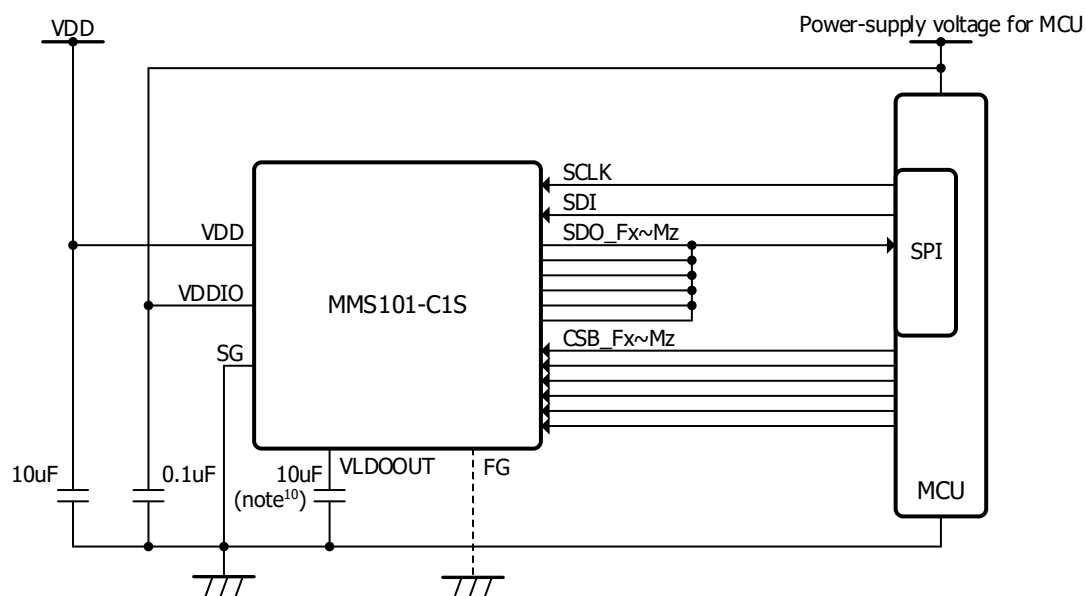 VDD
Power-supply voltage for MCU
SCLK
SDI
VDD
SDO_Fx~Mz
SPI
VDDIO
MMS101-C1S
SG
CSB_Fx~Mz
10uF
0.1uF
VLDOOUT
10uF
(note10)
FG
MCU